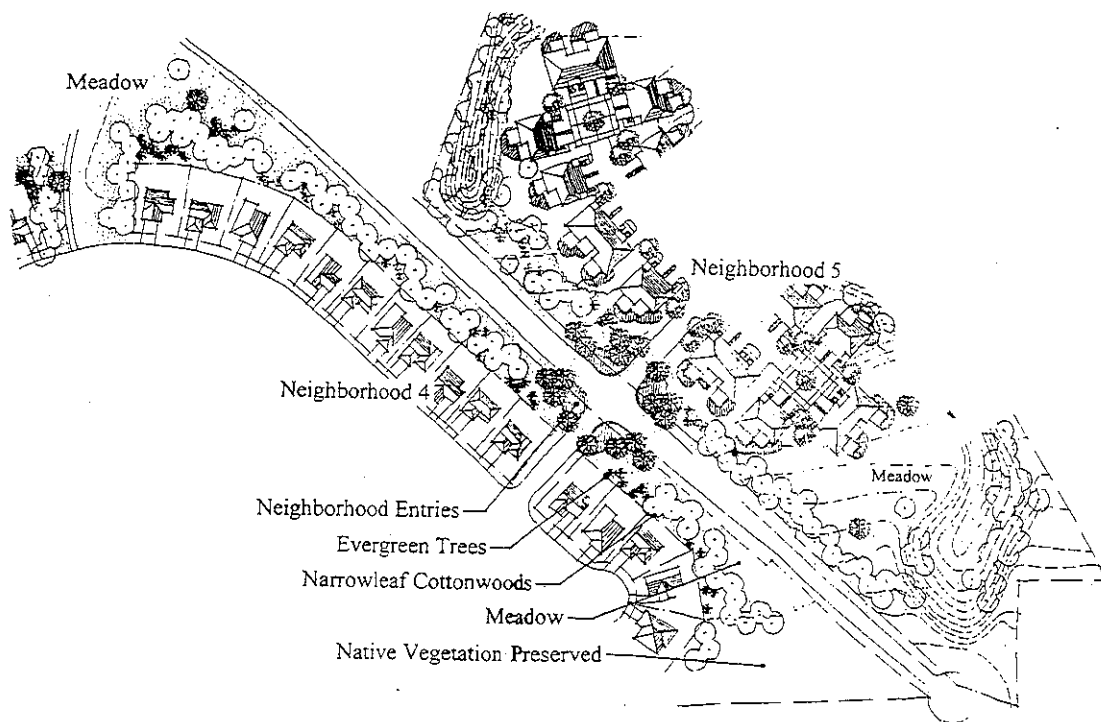 Meadow
Neighborhood 5
Neighborhood 4
Meadow
Neighborhood Entries
Evergreen Trees
Narrowleaf Cottonwoods
Meadow
Native Vegetation Preserved